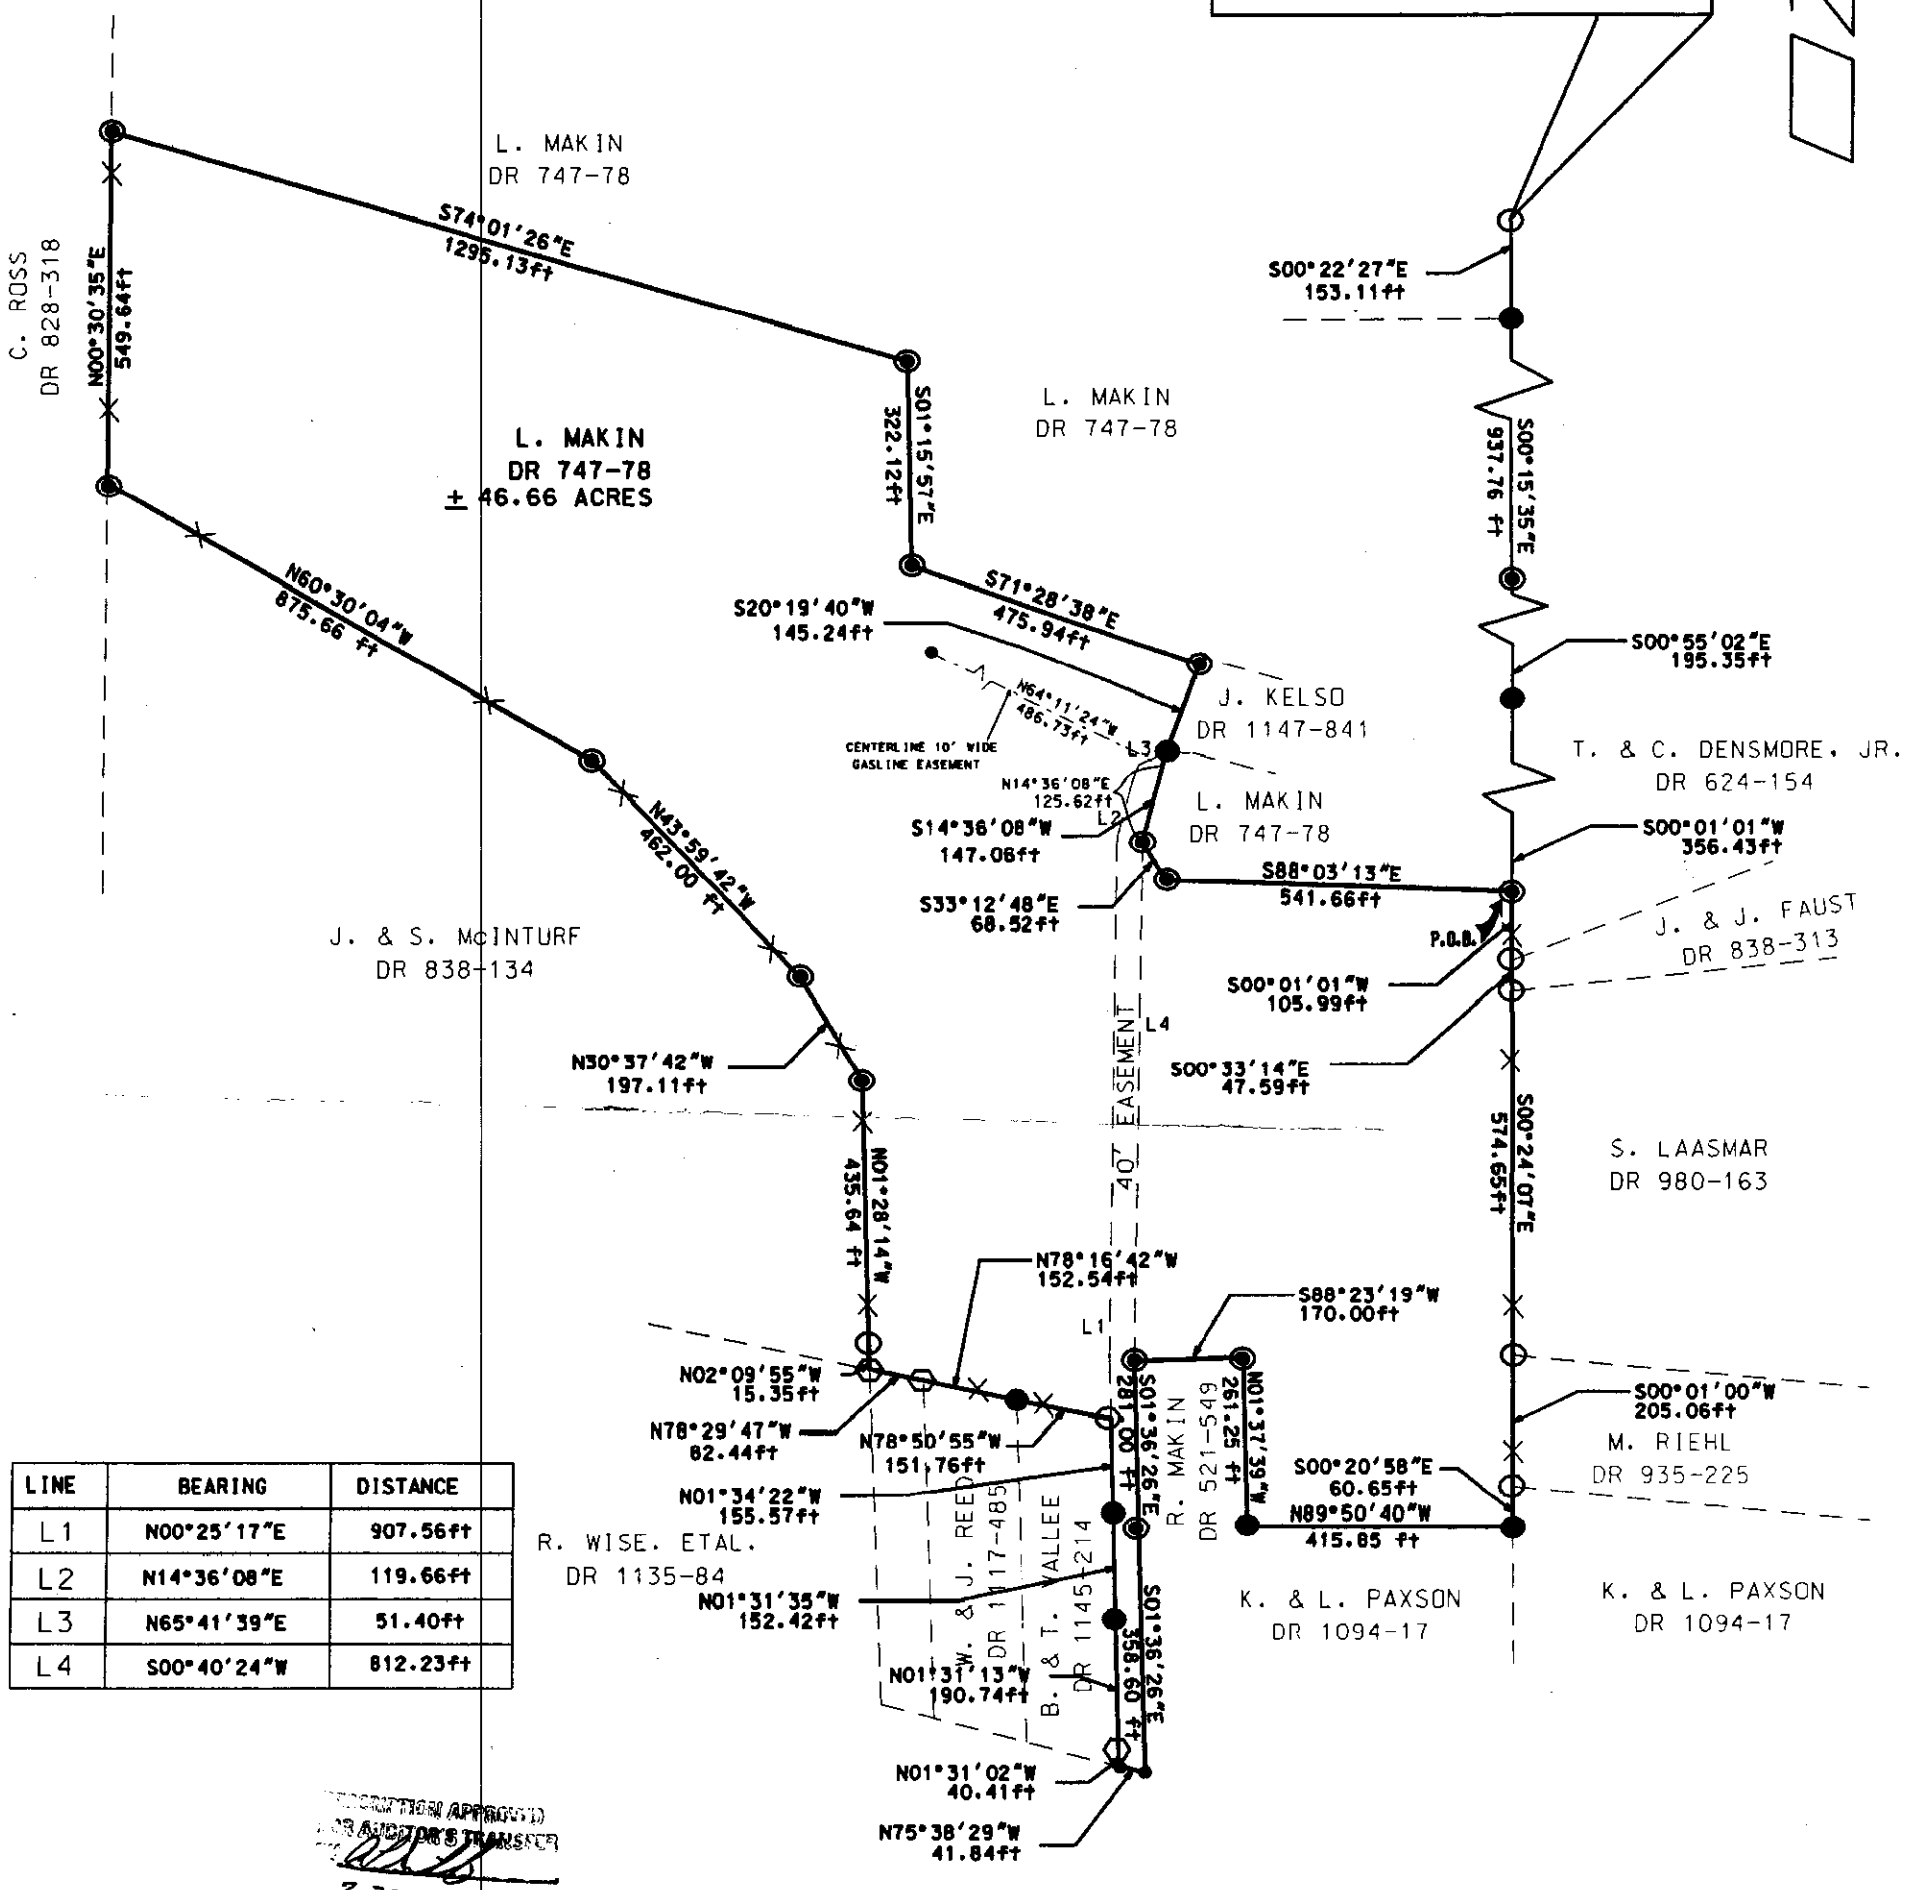 L. MAKIN
DR 747-78
S74°01'26"E
1295.13ft
C. ROSS
DR 828-318
N00°30'35"E
549.64ft
L. MAKIN
DR 747-78
± 46.66 ACRES
S01°15'57"E
322.12ft
L. MAKIN
DR 747-78
S00°22'27"E
153.11ft
S00°15'35"E
937.76 ft
N60°30'04"W
875.66 ft
S71°28'38"E
475.94ft
S20°19'40"W
145.24ft
N64°11'24"W
486.73ft
CENTERLINE 10' WIDE
GASLINE EASEMENT
J. KELSO
DR 1147-841
L3
S00°55'02"E
195.35ft
T. & C. DENSMORE, JR.
DR 624-154
N14°36'08"E
125.62ft
L2
L. MAKIN
DR 747-78
S14°36'08"W
147.06ft
S00°01'01"W
356.43ft
N43°59'42"W
462.00 ft
S33°12'48"E
68.52ft
S88°03'13"E
541.66ft
P.O.B.
J. & J. FAUST
DR 838-313
J. & S. McINTURF
DR 838-134
S00°01'01"W
105.99ft
L4
40' EASEMENT
S00°33'14"E
47.59ft
N30°37'42"W
197.11ft
S00°24'07"E
574.65ft
S. LAASMAR
DR 980-163
N01°28'14"W
435.64 ft
N78°16'42"W
152.54ft
S88°23'19"W
170.00ft
L1
N02°09'55"W
15.35ft
N78°29'47"W
82.44ft
N78°50'55"W
151.76ft
S01°36'26"E
281.00 ft
R. MAKIN
DR 521-549
N01°37'39"W
261.25 ft
S00°01'00"W
205.06ft
M. RIEHL
DR 935-225
S00°20'58"E
60.65ft
N89°50'40"W
415.85 ft
N01°34'22"W
155.57ft
R. WISE. ETAL.
DR 1135-84
W. & J. REED
DR 1117-485
B. & T. VALLEE
DR 1145-214
N01°31'35"W
152.42ft
S01°36'26"E
358.60 ft
K. & L. PAXSON
DR 1094-17
K. & L. PAXSON
DR 1094-17
N01°31'13"W
190.74ft
N01°31'02"W
40.41ft
N75°38'29"W
41.84ft
LINE BEARING DISTANCE
L1 N00°25'17"E 907.56ft
L2 N14°36'08"E 119.66ft
L3 N65°41'39"E 51.40ft
L4 S00°40'24"W 812.23ft
APPROVED
AUDITOR'S TRANSFER